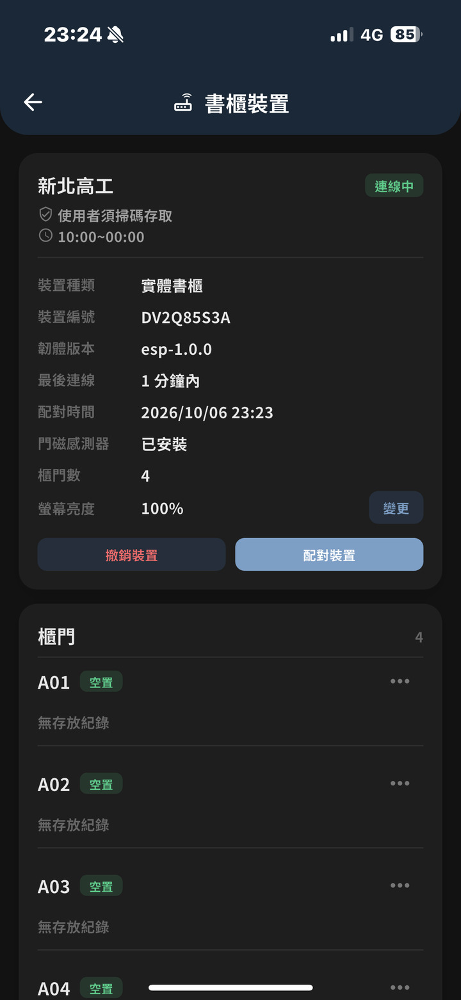 23:24 4G 85
書櫃裝置
新北高工 連線中
使用者須掃碼存取
10:00~00:00
裝置種類 實體書櫃
裝置編號 DV2Q85S3A
韌體版本 esp-1.0.0
最後連線 1 分鐘內
配對時間 2026/10/06 23:23
門磁感測器 已安裝
櫃門數 4
螢幕亮度 100% 變更
撤銷裝置 配對裝置
櫃門 4
A01 空置
無存放紀錄
A02 空置
無存放紀錄
A03 空置
無存放紀錄
A04 空置